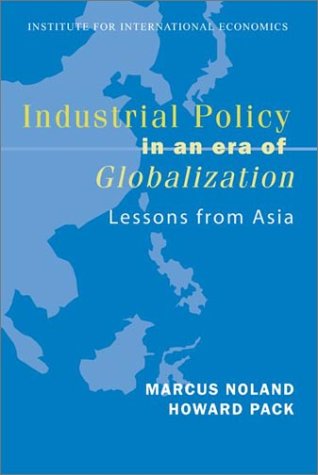 INSTITUTE FOR INTERNATIONAL ECONOMICS
Industrial Policy
in an era of
Globalization
Lessons from Asia
MARCUS NOLAND
HOWARD PACK